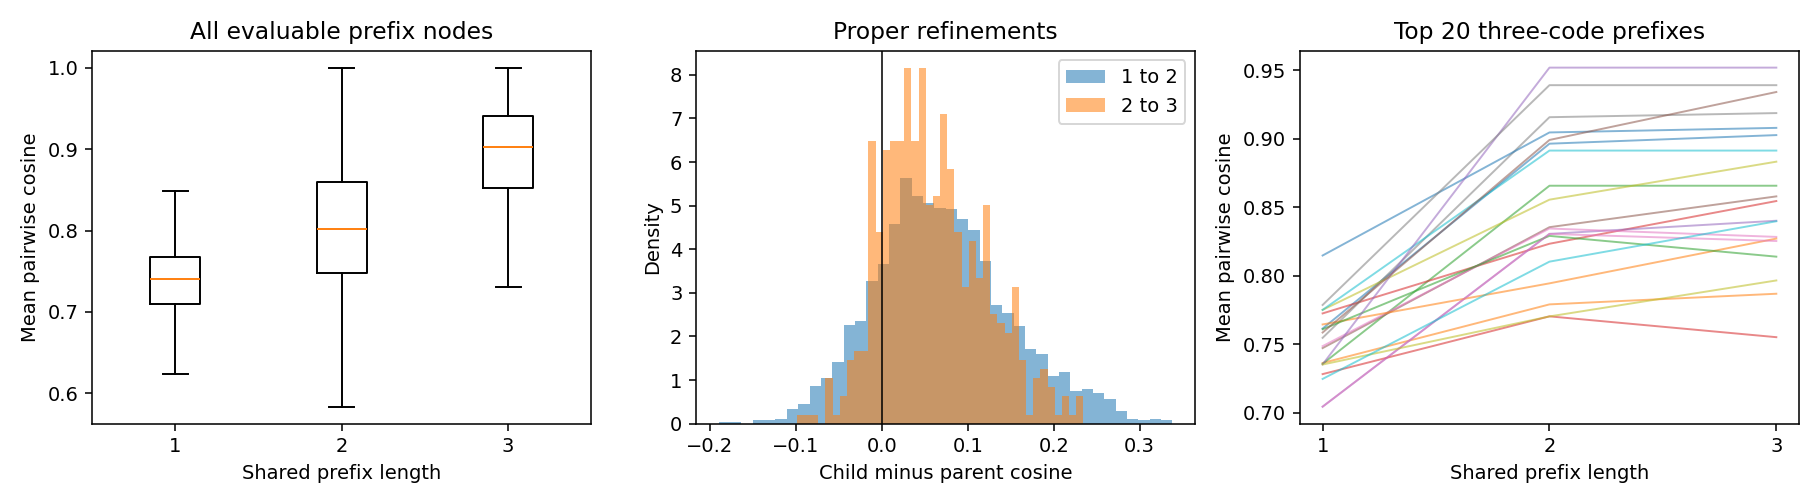 All evaluable prefix nodes
Mean pairwise cosine
1.0
0.9
0.8
0.7
0.6
1 2 3
Shared prefix length
Proper refinements
1 to 2
2 to 3
Density
8
7
6
5
4
3
2
1
0
−0.2 −0.1 0.0 0.1 0.2 0.3
Child minus parent cosine
Top 20 three-code prefixes
Mean pairwise cosine
0.95
0.90
0.85
0.80
0.75
0.70
1 2 3
Shared prefix length